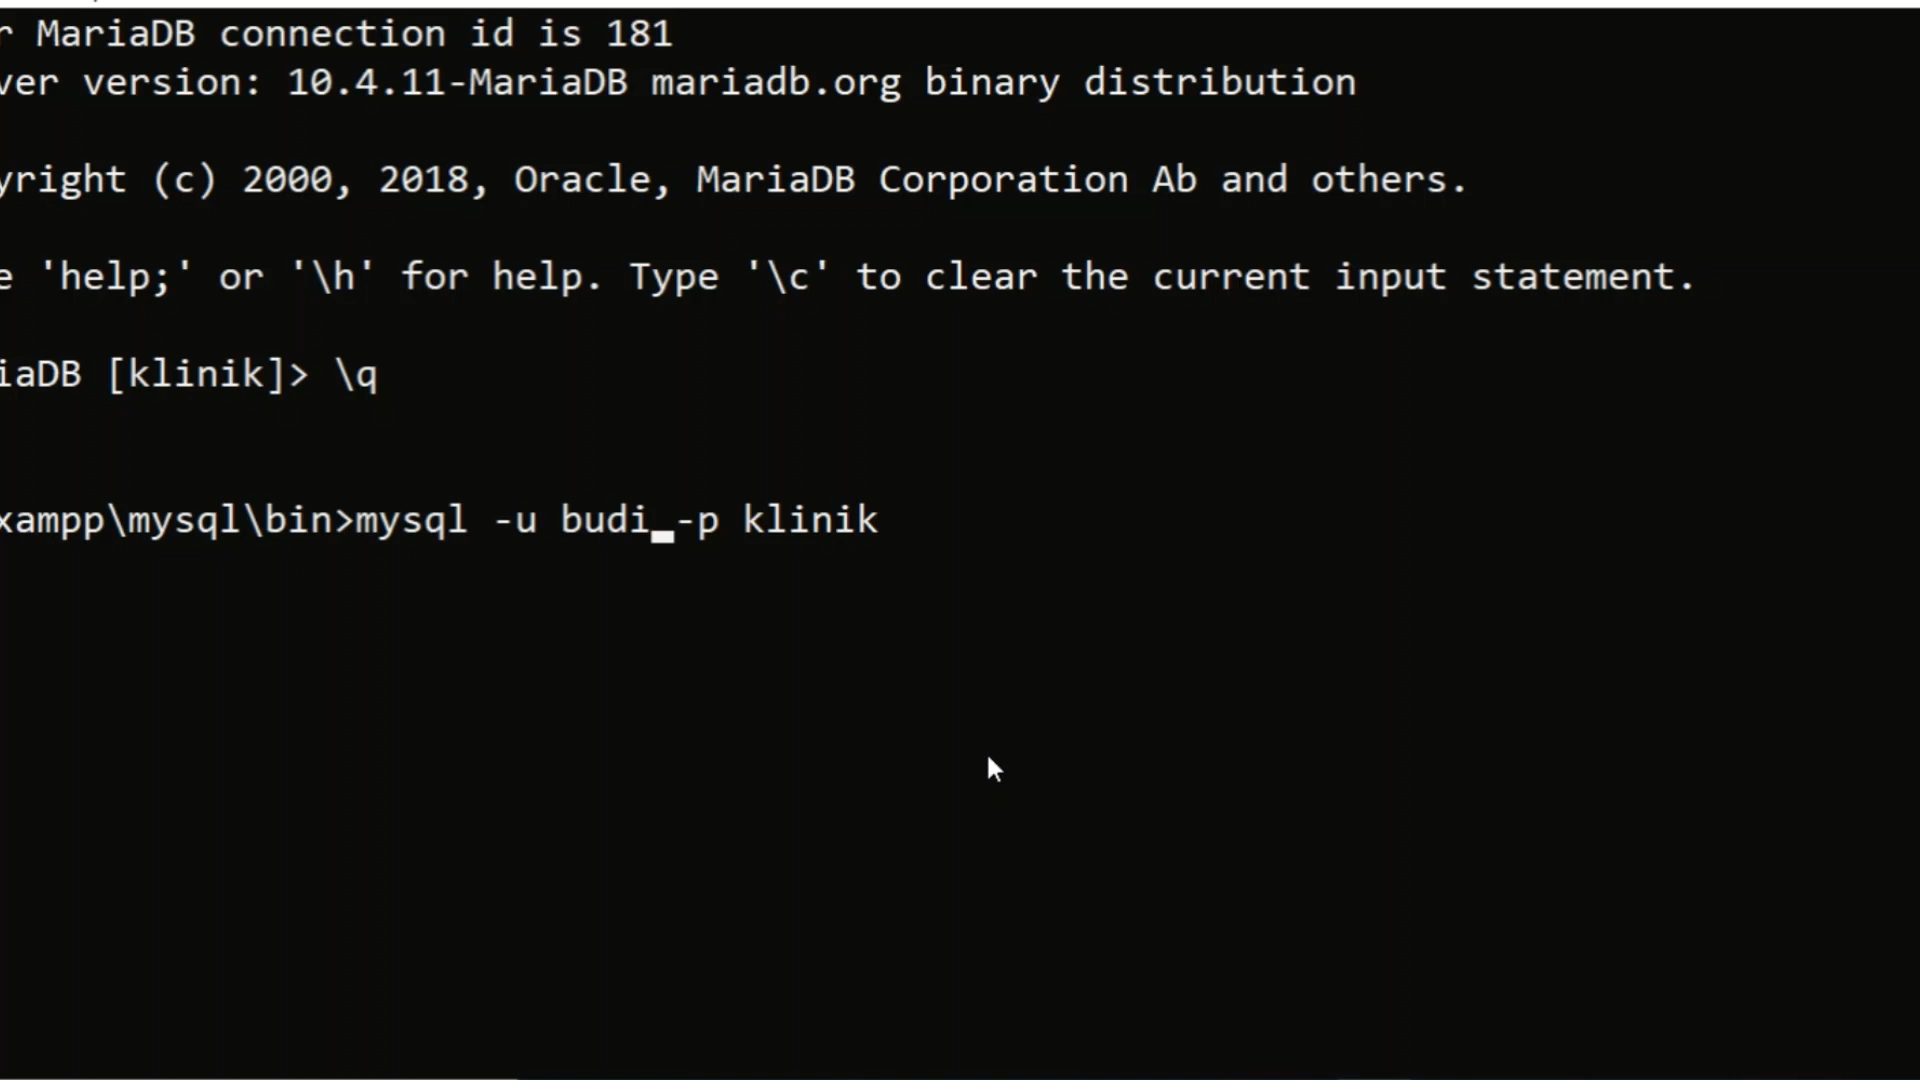 r MariaDB connection id is 181
ver version: 10.4.11-MariaDB mariadb.org binary distribution
yright (c) 2000, 2018, Oracle, MariaDB Corporation Ab and others.
e 'help;' or '\h' for help. Type '\c' to clear the current input statement.
iaDB [klinik]> \q
xampp\mysql\bin>mysql -u budi -p klinik